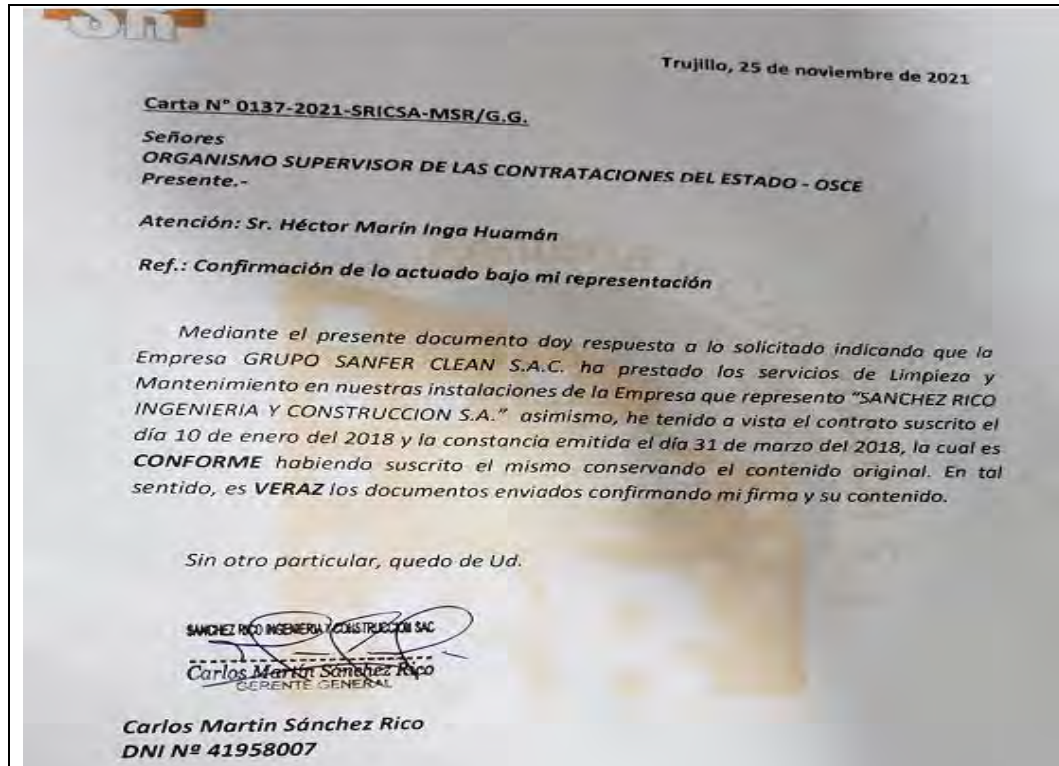 SR
Trujillo, 25 de noviembre de 2021
Carta N° 0137-2021-SRICSA-MSR/G.G.
Señores
ORGANISMO SUPERVISOR DE LAS CONTRATACIONES DEL ESTADO - OSCE
Presente.-
Atención: Sr. Héctor Marín Inga Huamán
Ref.: Confirmación de lo actuado bajo mi representación
Mediante el presente documento doy respuesta a lo solicitado indicando que la
Empresa GRUPO SANFER CLEAN S.A.C. ha prestado los servicios de Limpieza y
Mantenimiento en nuestras instalaciones de la Empresa que represento "SANCHEZ RICO
INGENIERIA Y CONSTRUCCION S.A." asimismo, he tenido a vista el contrato suscrito el
día 10 de enero del 2018 y la constancia emitida el día 31 de marzo del 2018, la cual es
CONFORME habiendo suscrito el mismo conservando el contenido original. En tal
sentido, es VERAZ los documentos enviados confirmando mi firma y su contenido.
Sin otro particular, quedo de Ud.
SANCHEZ RICO INGENIERIA Y CONSTRUCCION SAC
Carlos Martin Sanchez Rico
GERENTE GENERAL
Carlos Martin Sánchez Rico
DNI Nº 41958007